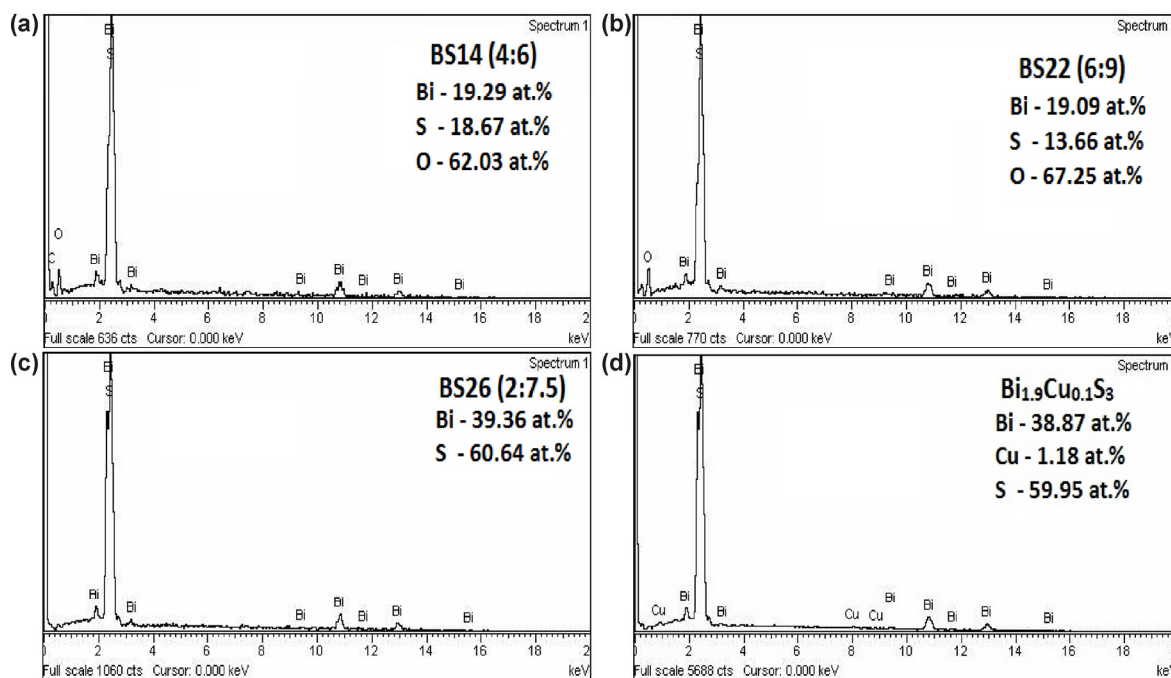 (a)
Spectrum 1
Bi
S
BS14 (4:6)
Bi - 19.29 at.%
S - 18.67 at.%
O - 62.03 at.%
O
C
Bi
Bi
Bi
Bi
Bi
Bi
Bi
0 2 4 6 8 10 12 14 16 18 20
Full scale 636 cts Cursor: 0.000 keV
keV
(b)
Spectrum
Bi
S
BS22 (6:9)
Bi - 19.09 at.%
S - 13.66 at.%
O - 67.25 at.%
O
Bi
Bi
Bi
Bi
Bi
Bi
Bi
0 2 4 6 8 10 12 14 16 18
Full scale 770 cts Cursor: 0.000 keV
keV
(c)
Spectrum 1
Bi
S
BS26 (2:7.5)
Bi - 39.36 at.%
S - 60.64 at.%
Bi
Bi
Bi
Bi
Bi
Bi
Bi
0 2 4 6 8 10 12 14 16 18 20
Full scale 1060 cts Cursor: 0.000 keV
keV
(d)
Spectrum
Bi
S
Bi₁.₉Cu₀.₁S₃
Bi - 38.87 at.%
Cu - 1.18 at.%
S - 59.95 at.%
Cu
Bi
Bi
Cu
Cu
Bi
Bi
Bi
Bi
Bi
0 2 4 6 8 10 12 14 16 18
Full scale 5688 cts Cursor: 0.000 keV
keV